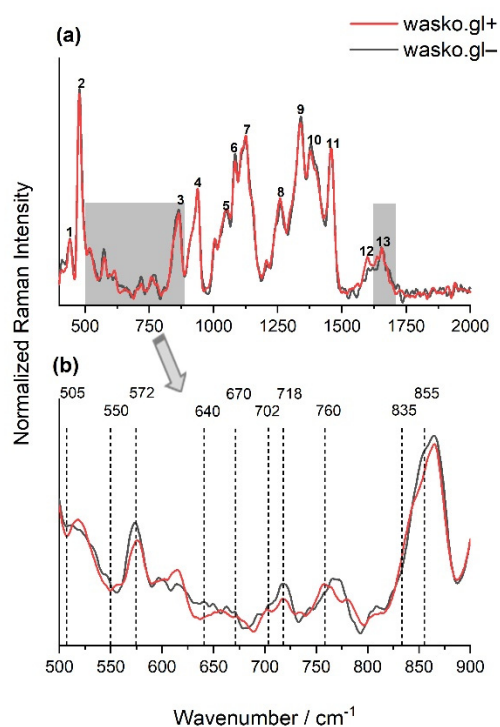 wasko.gl+
wasko.gl−
(a)
1
2
3
4
5
6
7
8
9
10
11
12
13
500 750 1000 1250 1500 1750 2000
Normalized Raman Intensity
(b)
505 572 670 718 855
550 640 702 760 835
500 550 600 650 700 750 800 850 900
Wavenumber / cm⁻¹